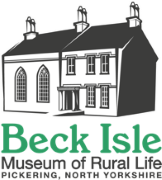 Beck Isle
Museum of Rural Life
PICKERING, NORTH YORKSHIRE